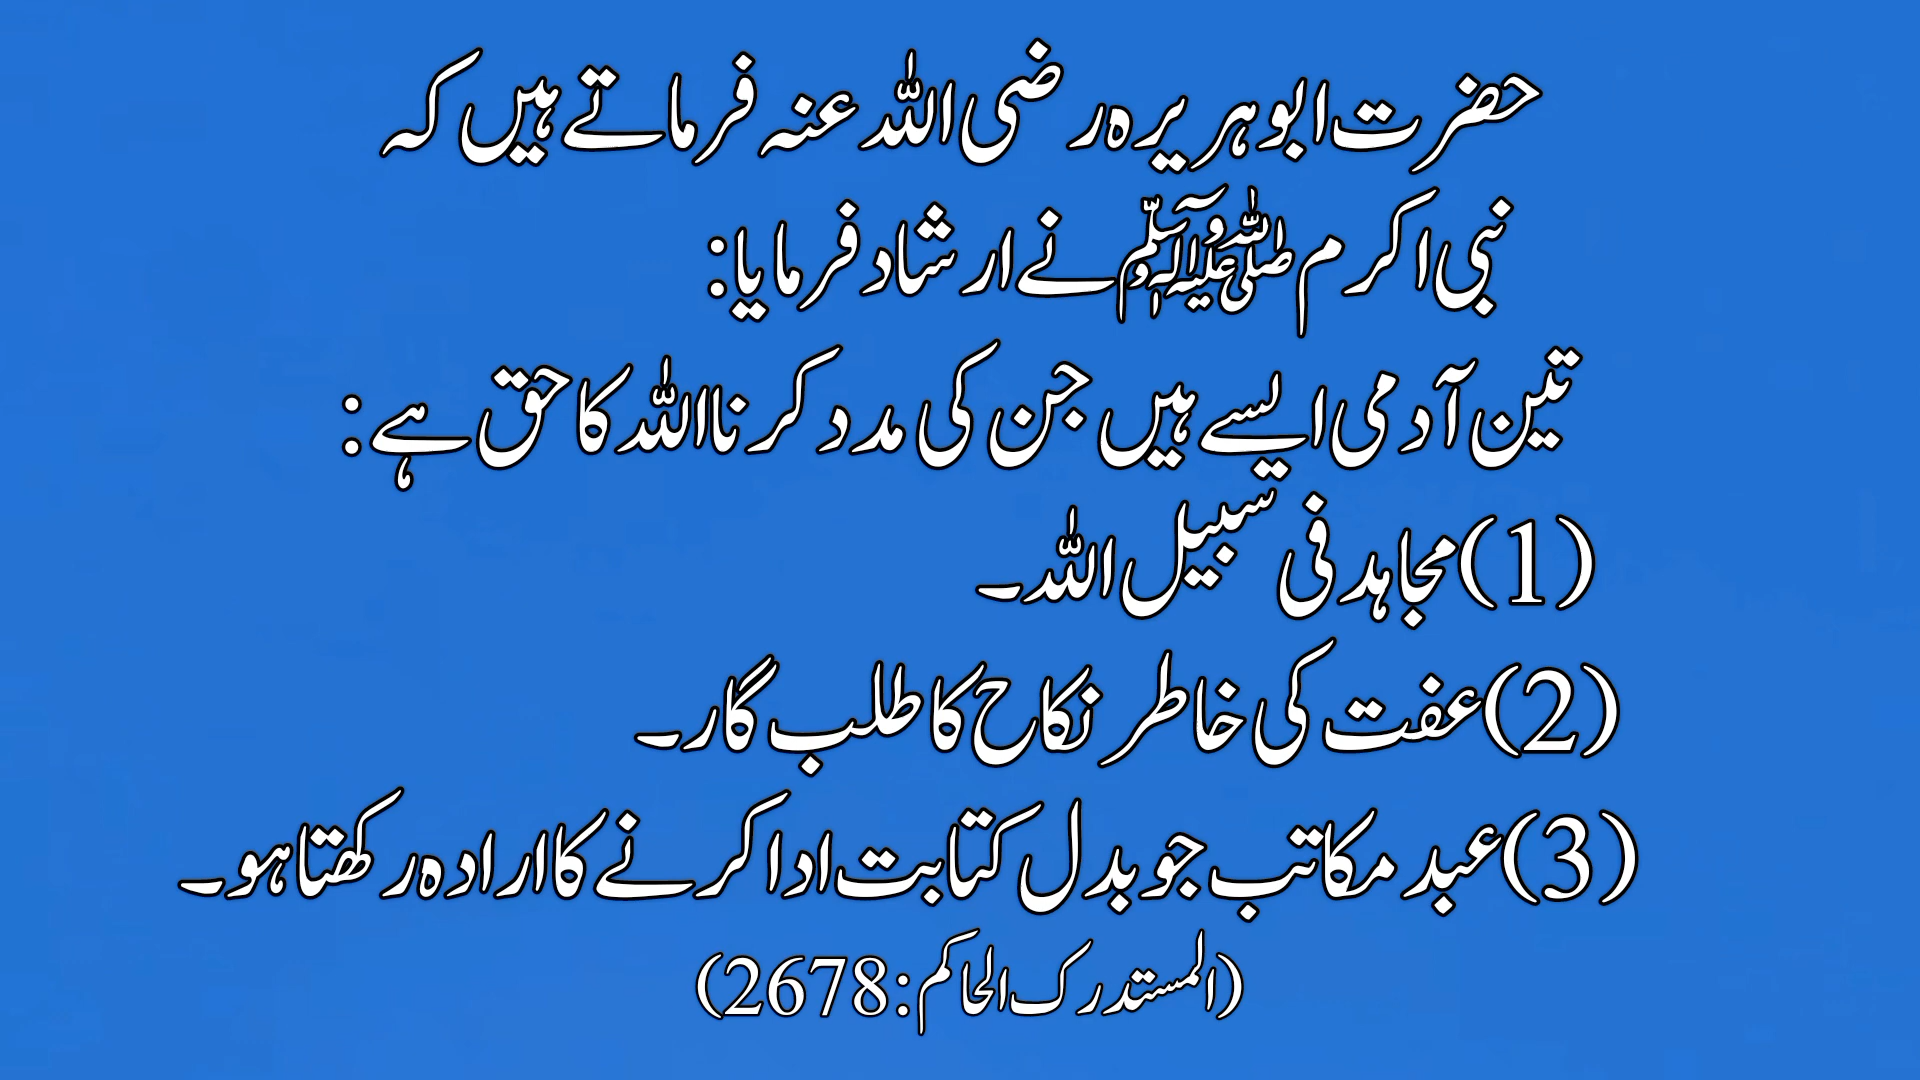 حضرت ابوہریرہ رضی اللہ عنہ فرماتے ہیں کہ
نبی اکرم ﷺ نے ارشاد فرمایا:
تین آدمی ایسے ہیں جن کی مدد کرنا اللہ کا حق ہے:
(1) مجاہد فی سبیل اللہ۔
(2) عفت کی خاطر نکاح کا طلب گار۔
(3) عبد مکاتب جو بدل کتابت ادا کرنے کا ارادہ رکھتا ہو۔
(المستدرک الحاکم: 2678)